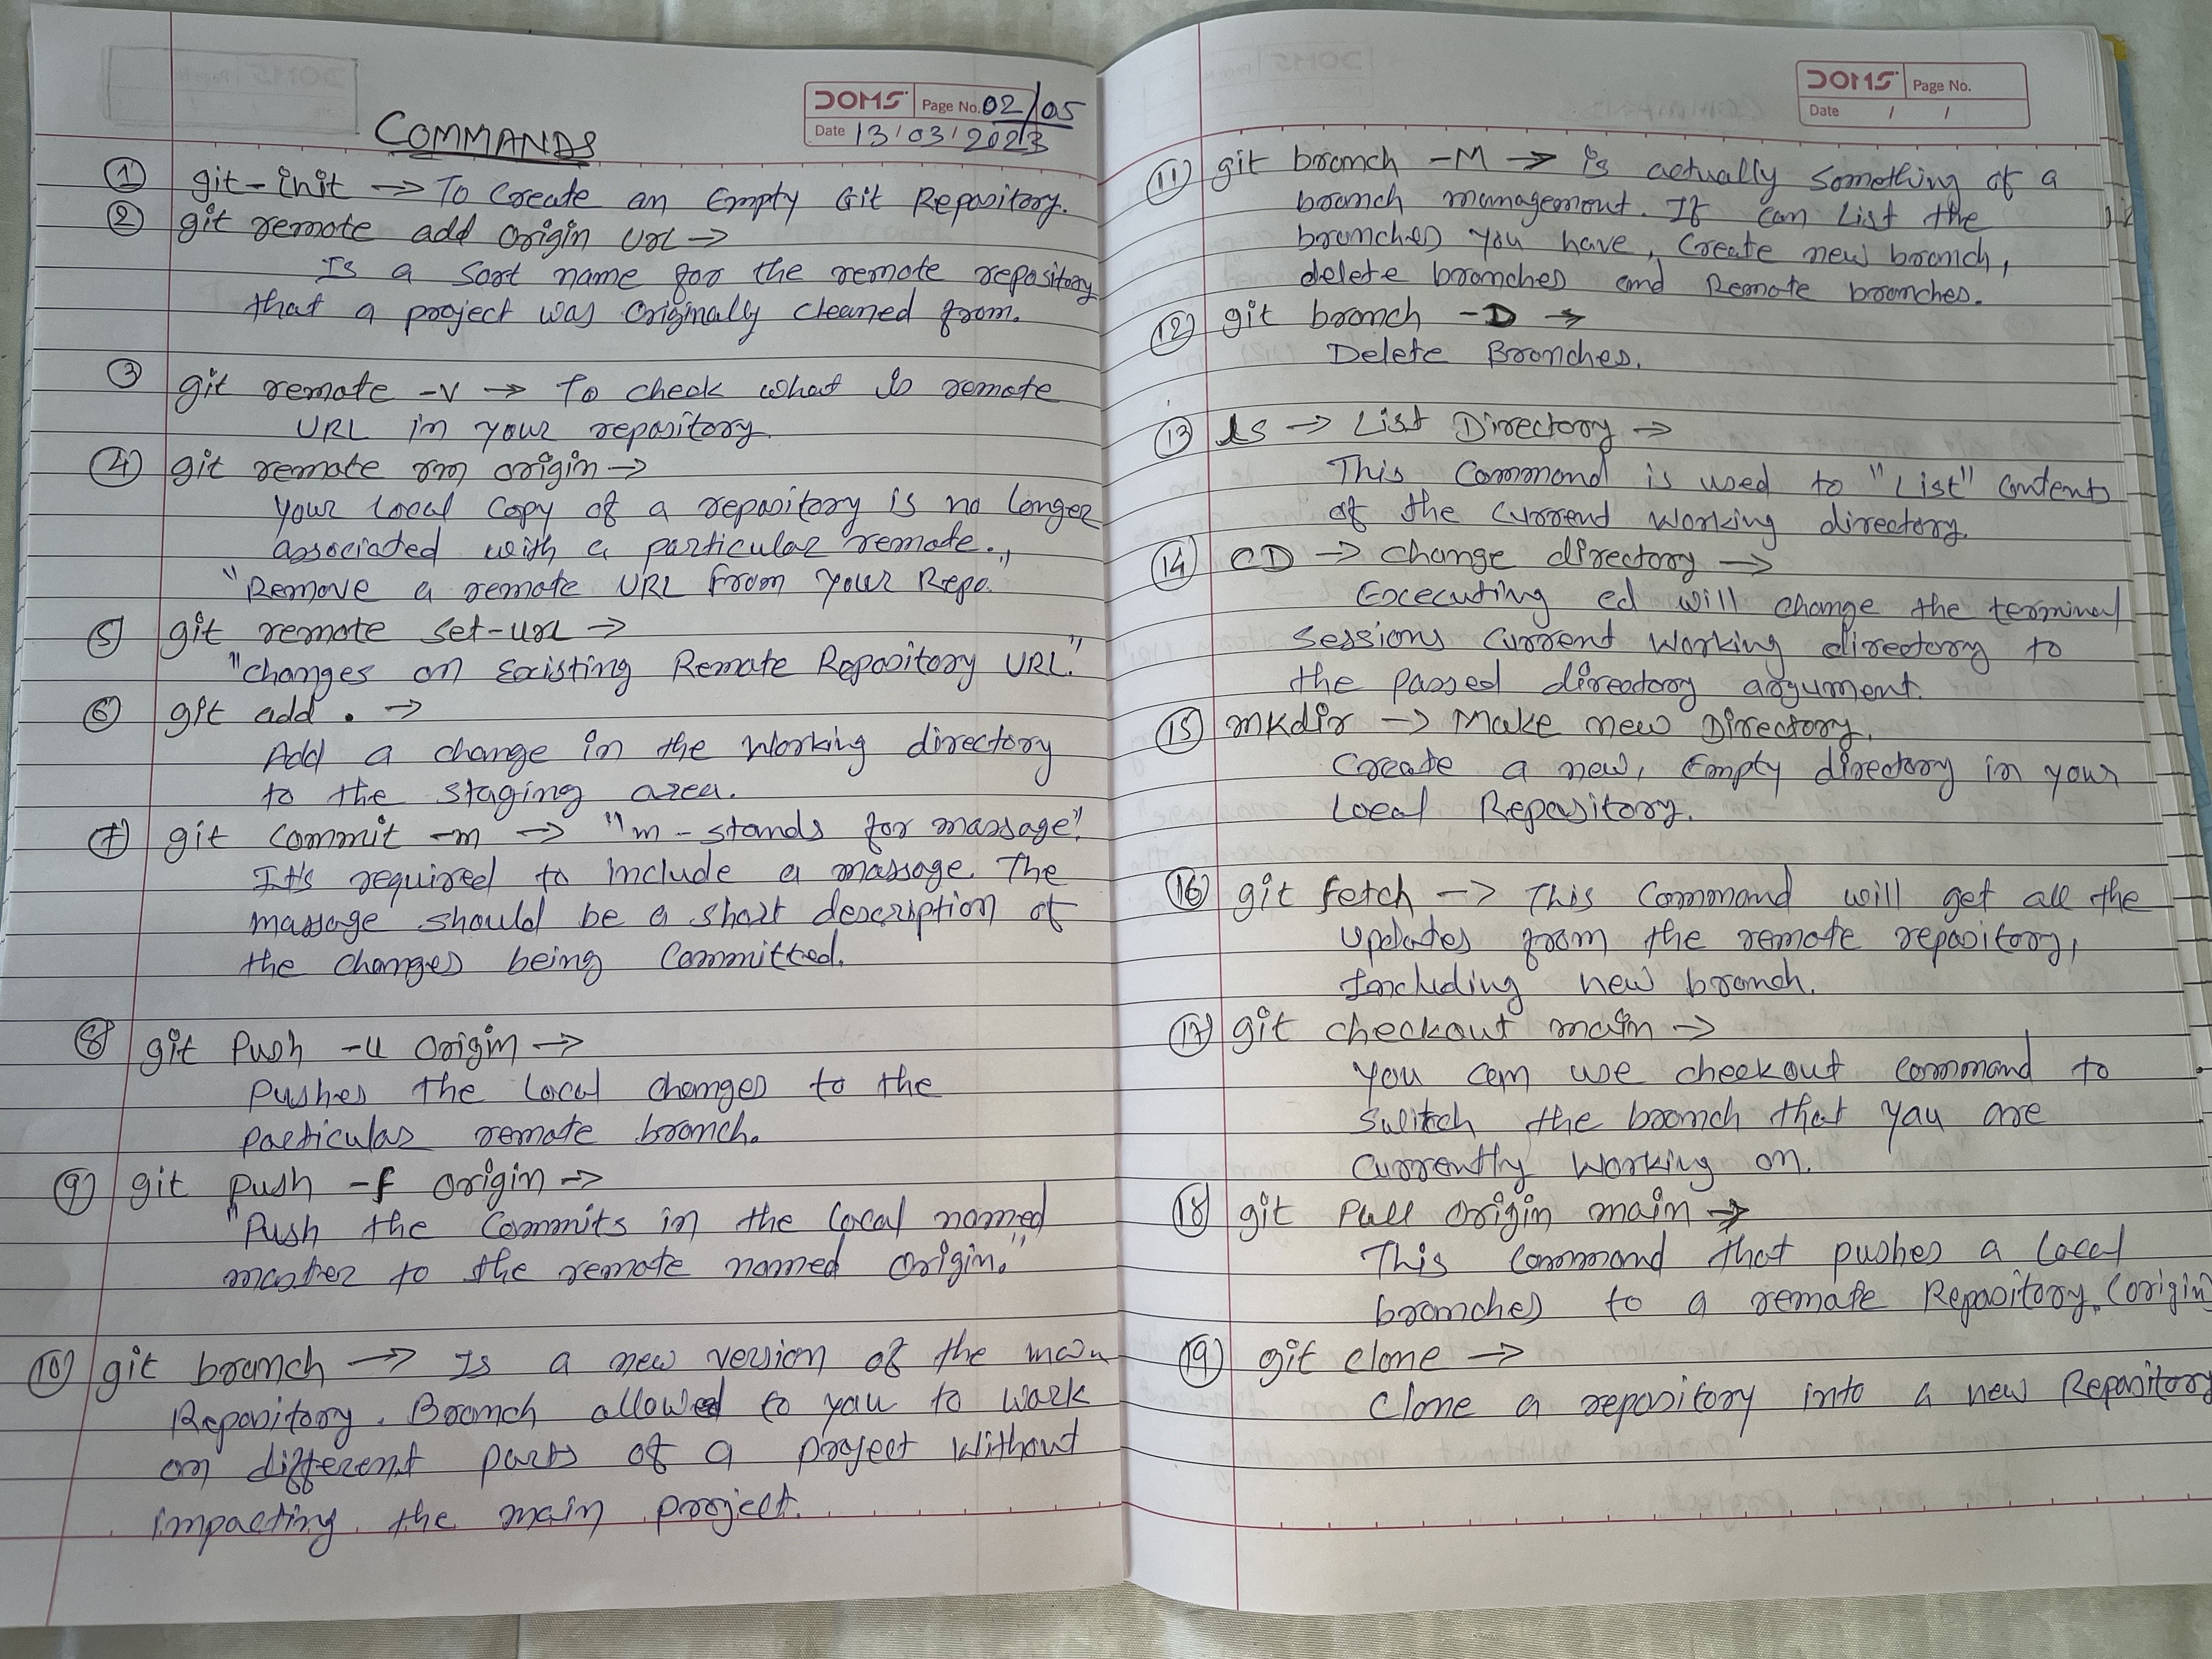 DOMS Page No. 02/05
Date 13/03/2023
COMMANDS
① git-init → To Create an Empty Git Repository.
② git remote add origin URL →
Is a Sort name for the remote repository
that a project was Originally cleaned from.
③ git remote -v → To check what is remote
URL in your repository.
④ git remote rm origin →
Your Local Copy of a repository is no longer
associated with a particular remote.,
"Remove a remote URL from your Repo.
⑤ git remote set-url →
"Changes an Existing Remate Repository URL."
⑥ git add . →
Add a change in the working directory
to the staging area.
⑦ git commit -m → "m - stands for massage".
It's required to include a massage. The
massage should be a short description of
the changes being Committed.
⑧ git Push -u Origin →
Pushes the Local changes to the
particular remote branch.
⑨ git push -f origin →
"Push the Commits in the local named
master to the remote named Origin."
⑩ git branch → Is a new version of the main
Repository. Branch allowed to you to work
on different parts of a project without
impacting the main project.
DOMS Page No.
Date / /
⑪ git branch -M → is actually something of a
branch management. It can List the
branches you have, Create new branch,
delete branches and Remote branches.
⑫ git branch -D →
Delete Branches.
⑬ ls → List Directory →
This Command is used to "List" Contents
of the Current working directory.
⑭ CD → change directory →
Executing cd will change the terminal
sessions Current working directory to
the passed directory argument.
⑮ mkdir → Make new Directory.
Create a new, Empty directory in your
Local Repository.
⑯ git fetch → This Command will get all the
Updates from the remote repository,
Including new branch.
⑰ git checkout main →
You can use checkout command to
Switch the branch that you are
Currently working on.
⑱ git Pull Origin main →
This Command that pushes a local
branches to a remote Repository. (origin)
⑲ git clone →
Clone a repository into a new Repository